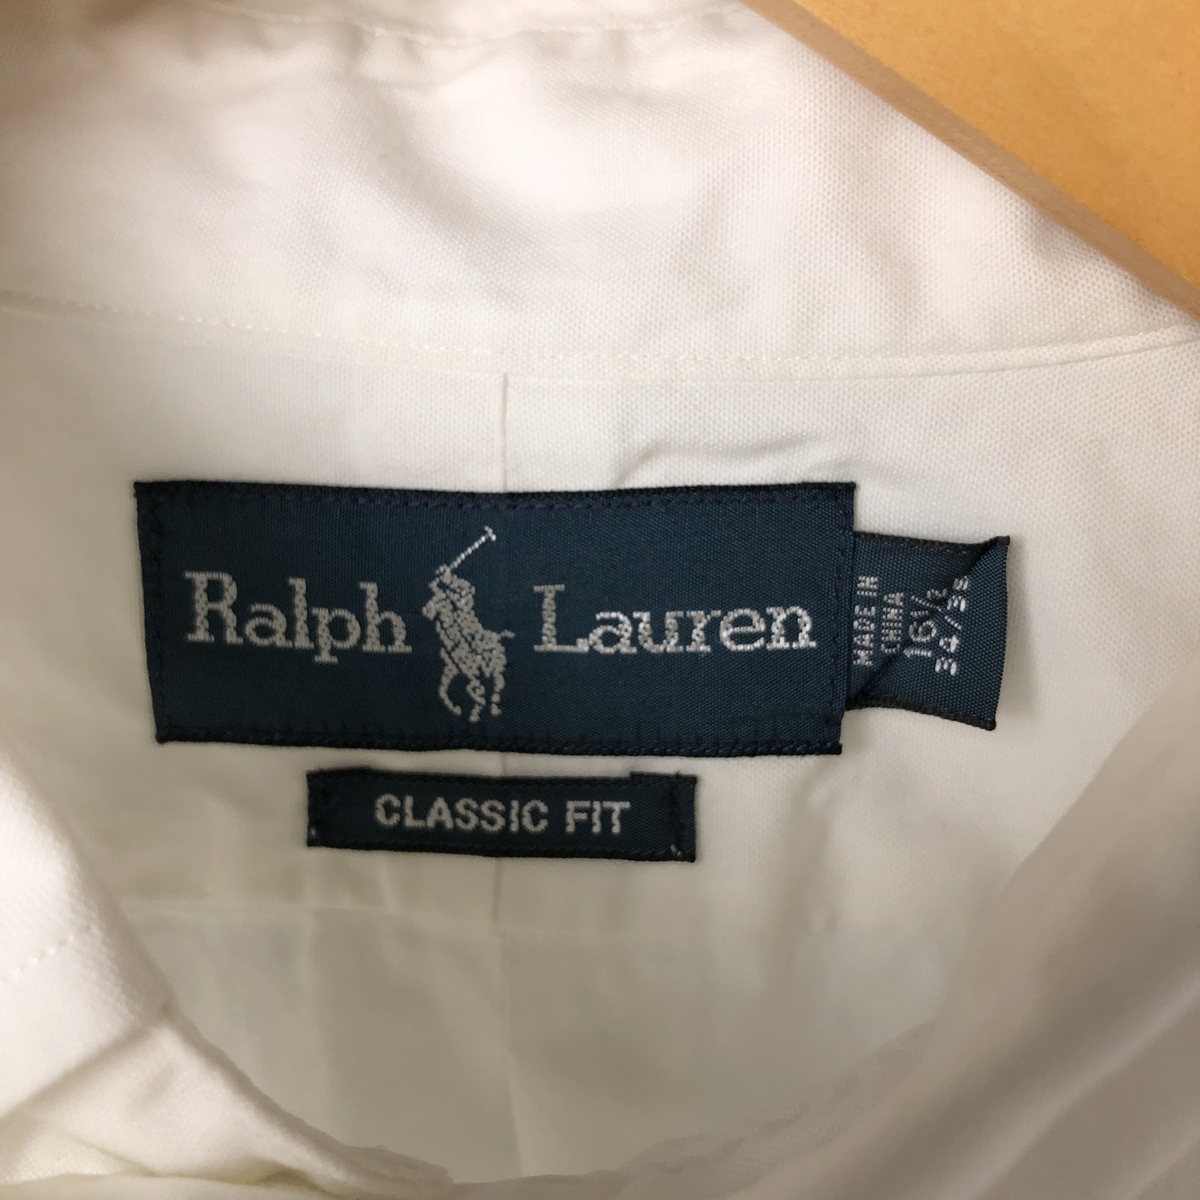 Ralph Lauren
MADE IN
CHINA
16½
34/35
CLASSIC FIT